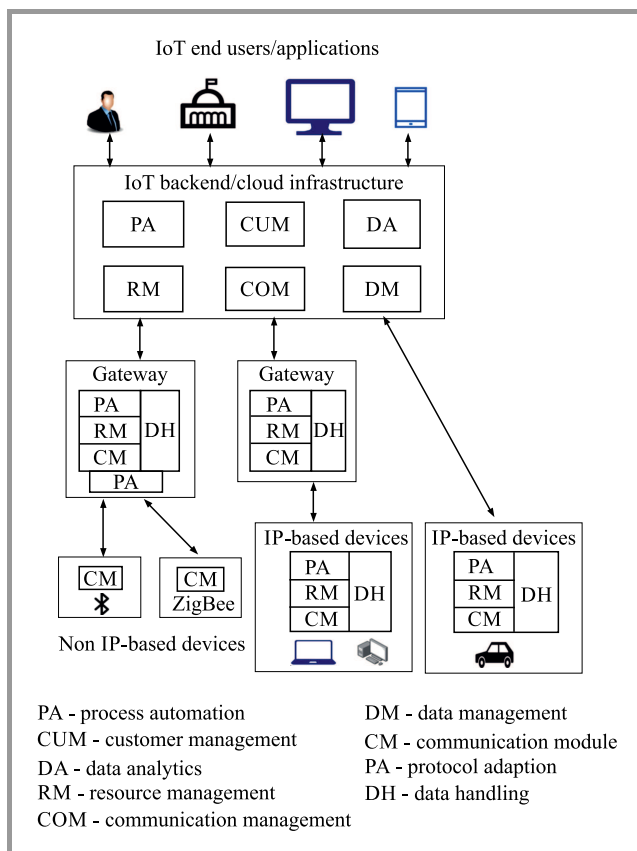 IoT end users/applications
IoT backend/cloud infrastructure
PA CUM DA
RM COM DM
Gateway
PA
RM
CM
DH
PA
Gateway
PA
RM
CM
DH
CM
CM
ZigBee
Non IP-based devices
IP-based devices
PA
RM
CM
DH
IP-based devices
PA
RM
CM
DH
PA - process automation
CUM - customer management
DA - data analytics
RM - resource management
COM - communication management
DM - data management
CM - communication module
PA - protocol adaption
DH - data handling